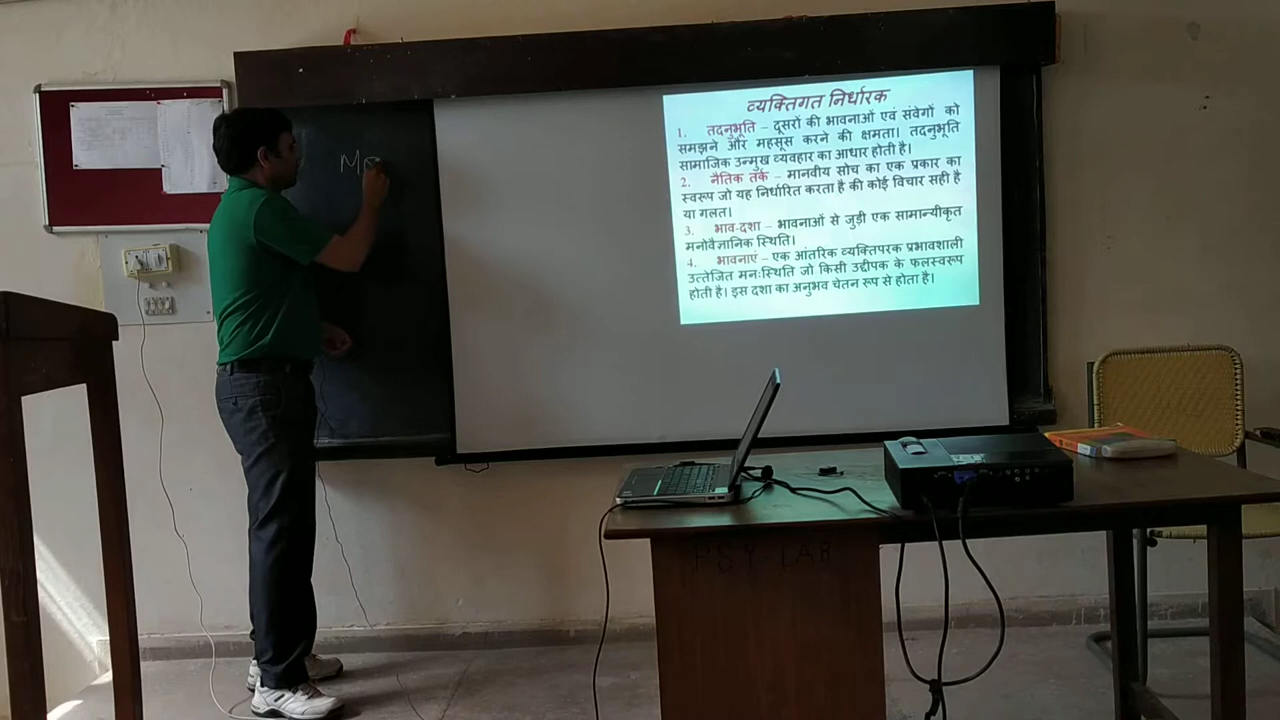 व्यक्तिगत निर्धारक
1. तदनुभूति – दूसरों की भावनाओं एवं संवेगों को
समझने और महसूस करने की क्षमता। तदनुभूति
सामाजिक उन्मुख व्यवहार का आधार होती है।
2. नैतिक तर्क – मानवीय सोच का एक प्रकार का
स्वरूप जो यह निर्धारित करता है की कोई विचार सही है
या गलत।
3. भाव-दशा – भावनाओं से जुड़ी एक सामान्यीकृत
मनोवैज्ञानिक स्थिति।
4. भावनाएं – एक आंतरिक व्यक्तिपरक प्रभावशाली
उत्तेजित मनःस्थिति जो किसी उद्दीपक के फलस्वरूप
होती है। इस दशा का अनुभव चेतन रूप से होता है।
PSY-LAB